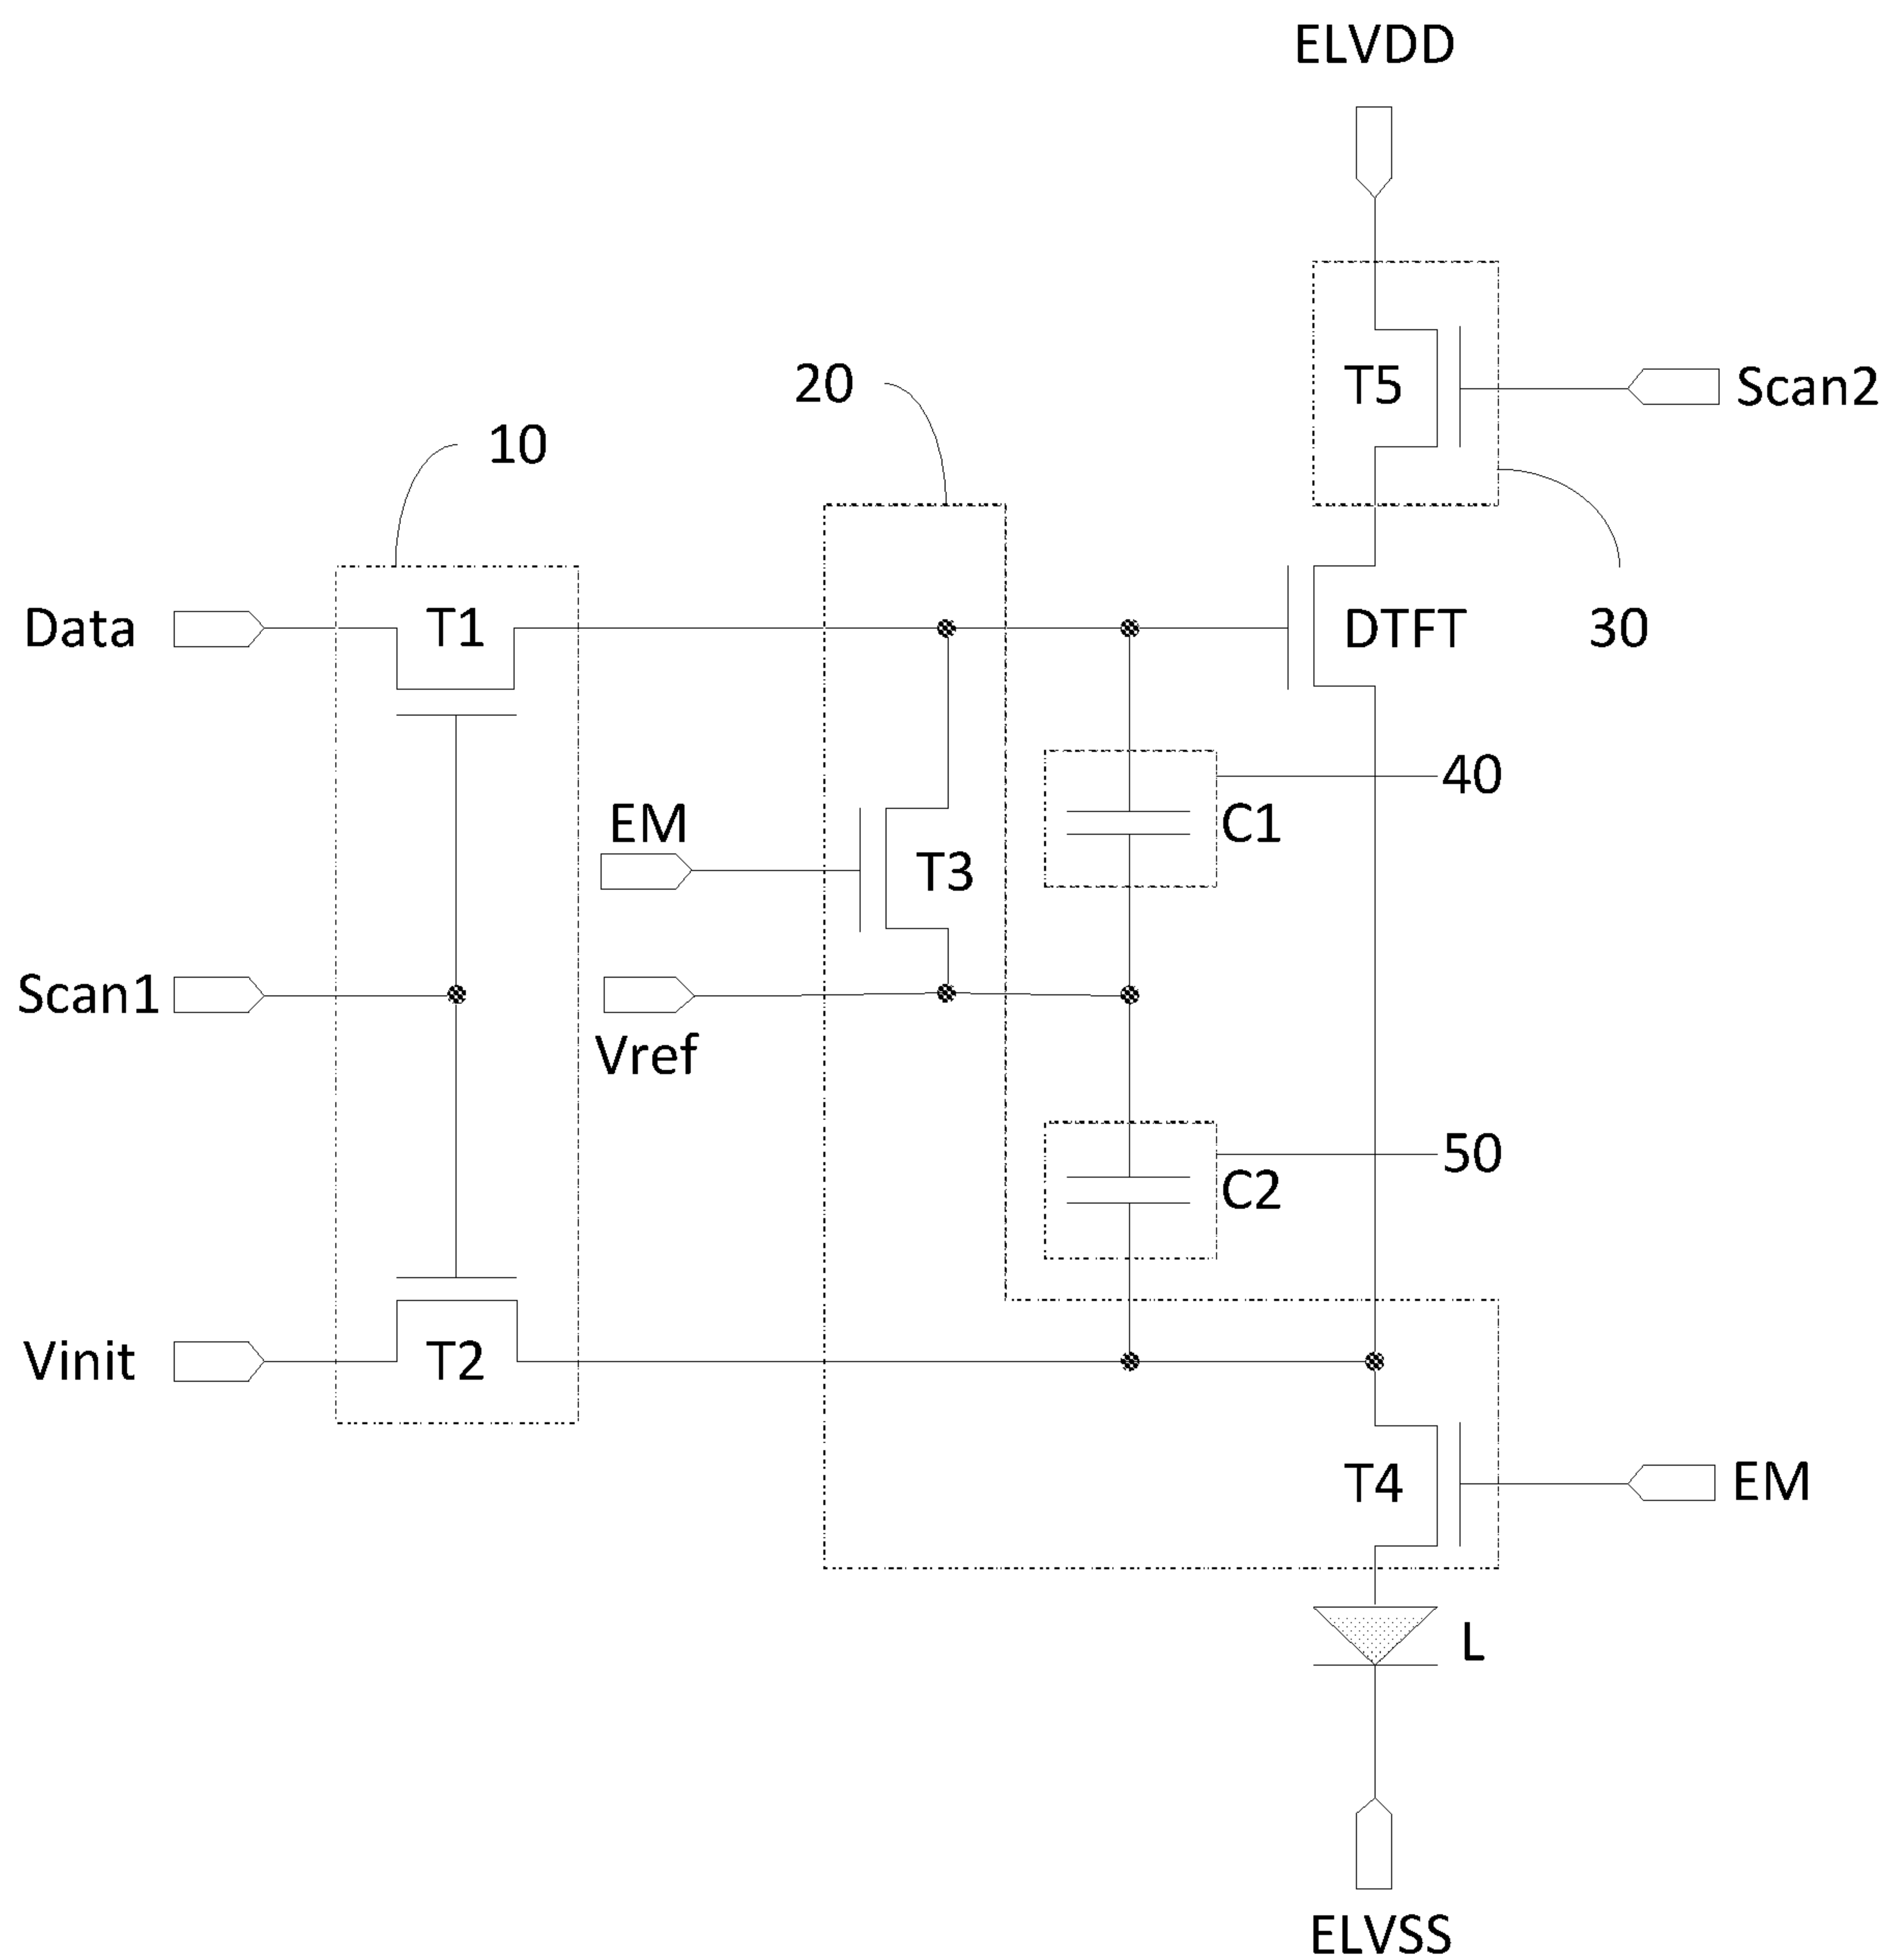 ELVDD
T5
Scan2
20
10
Data
T1
DTFT
30
40
EM
C1
T3
Scan1
Vref
50
C2
Vinit
T2
T4
EM
L
ELVSS